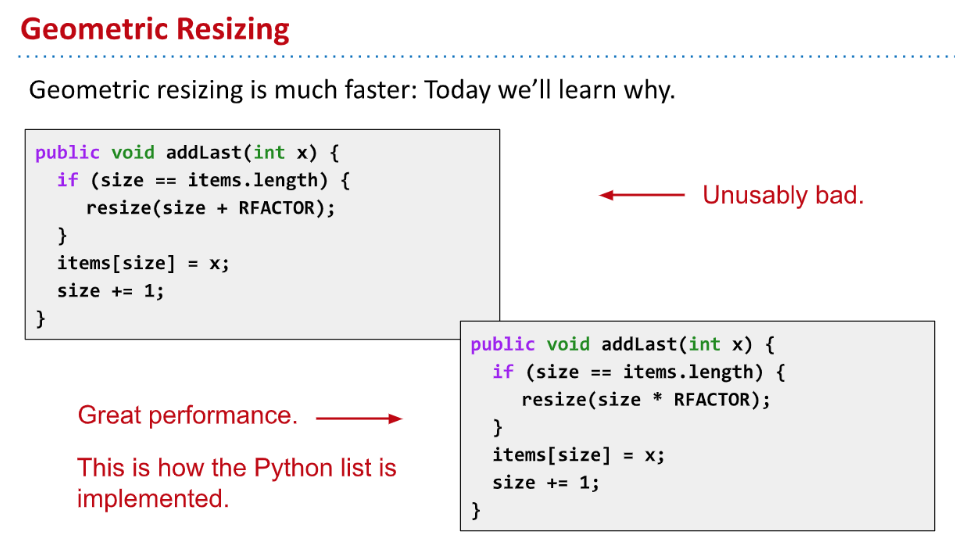 Geometric Resizing
Geometric resizing is much faster: Today we’ll learn why.
public void addLast(int x) {
  if (size == items.length) {
    resize(size + RFACTOR);
  }
  items[size] = x;
  size += 1;
}
Unusably bad.
public void addLast(int x) {
  if (size == items.length) {
    resize(size * RFACTOR);
  }
  items[size] = x;
  size += 1;
}
Great performance.
This is how the Python list is
implemented.